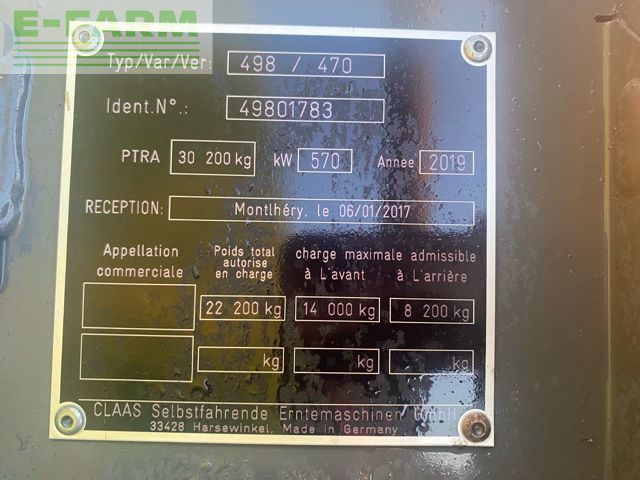 E-FARM
Typ/Var/Ver: 498 / 470
Ident.N°.: 49801783
PTRA 30 200 kg kW 570 Année 2019
RECEPTION: Montlhéry, le 06/01/2017
Appellation Poids total charge maximale admissible
commerciale autorise à L'avant à L'arrière
en charge
22 200 kg 14 000 kg 8 200 kg
kg kg kg
CLAAS Selbstfahrende Erntemaschinen GmbH
33428 Harsewinkel, Made in Germany